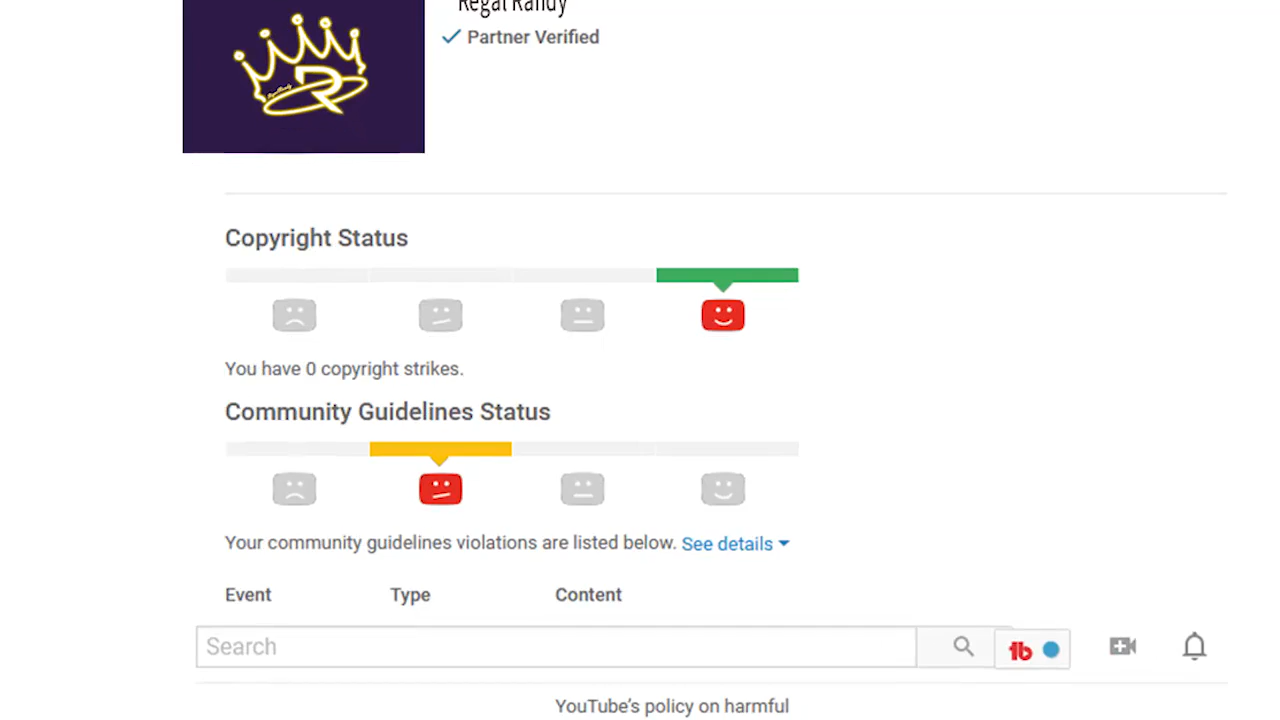 Regal Randy
Partner Verified
Copyright Status
You have 0 copyright strikes.
Community Guidelines Status
Your community guidelines violations are listed below. See details
Event Type Content
Search
tb
YouTube's policy on harmful